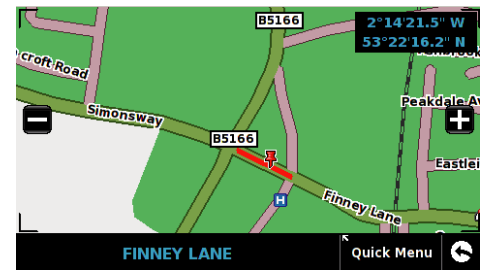 B5166
2°14'21.5" W
53°22'16.2" N
croft Road
Peakdale Av
Simonsway
B5166
Eastlei
H
Finney Lane
FINNEY LANE
Quick Menu